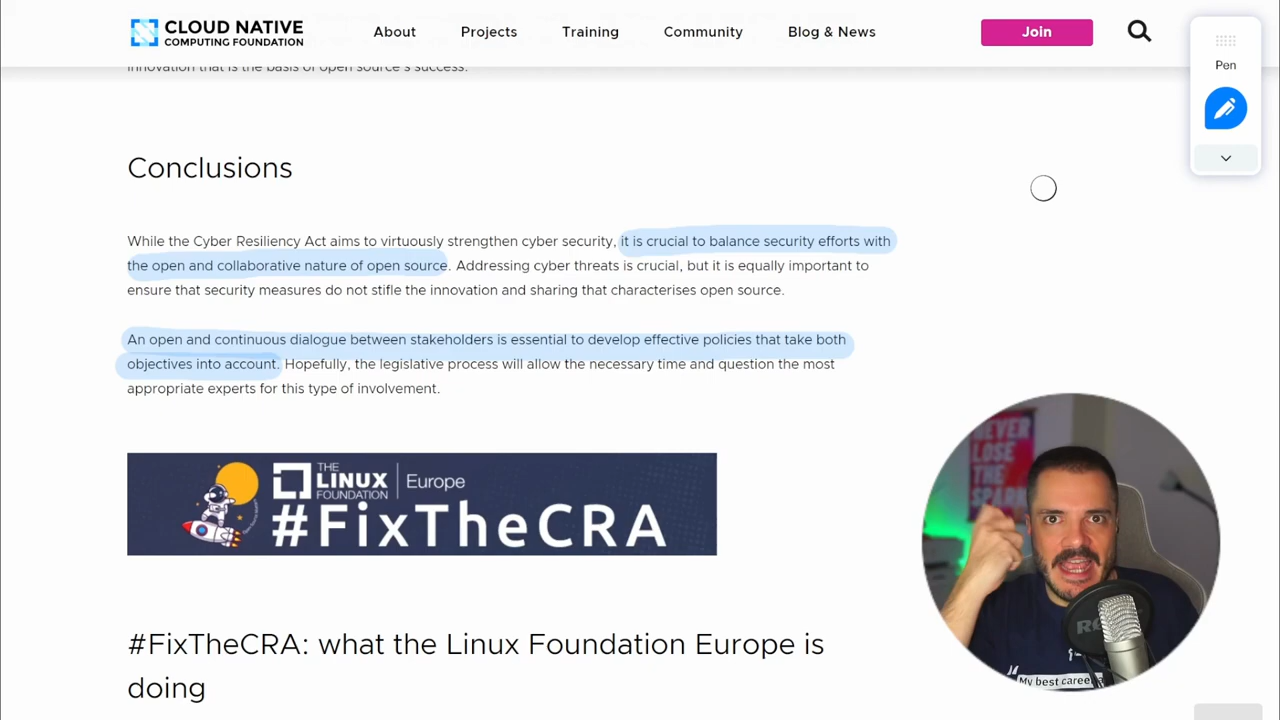 CLOUD NATIVE
COMPUTING FOUNDATION
About
Projects
Training
Community
Blog & News
Join
Pen
innovation that is the basis of open source's success.
Conclusions
While the Cyber Resiliency Act aims to virtuously strengthen cyber security, it is crucial to balance security efforts with
the open and collaborative nature of open source. Addressing cyber threats is crucial, but it is equally important to
ensure that security measures do not stifle the innovation and sharing that characterises open source.
An open and continuous dialogue between stakeholders is essential to develop effective policies that take both
objectives into account. Hopefully, the legislative process will allow the necessary time and question the most
appropriate experts for this type of involvement.
THE
LINUX
FOUNDATION
Europe
#FixTheCRA
NEVER
LOSE
THE
SPARK
My best caree
#FixTheCRA: what the Linux Foundation Europe is
doing